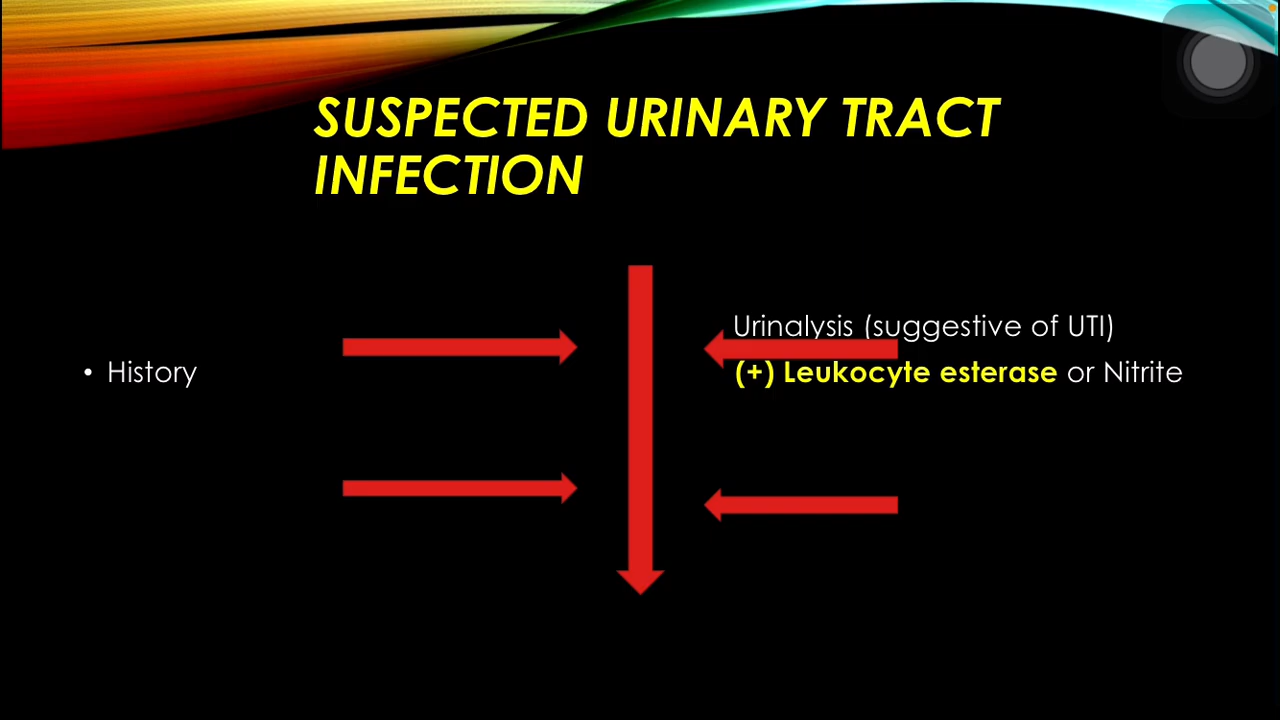 SUSPECTED URINARY TRACT
INFECTION
Urinalysis (suggestive of UTI)
• History
(+) Leukocyte esterase or Nitrite